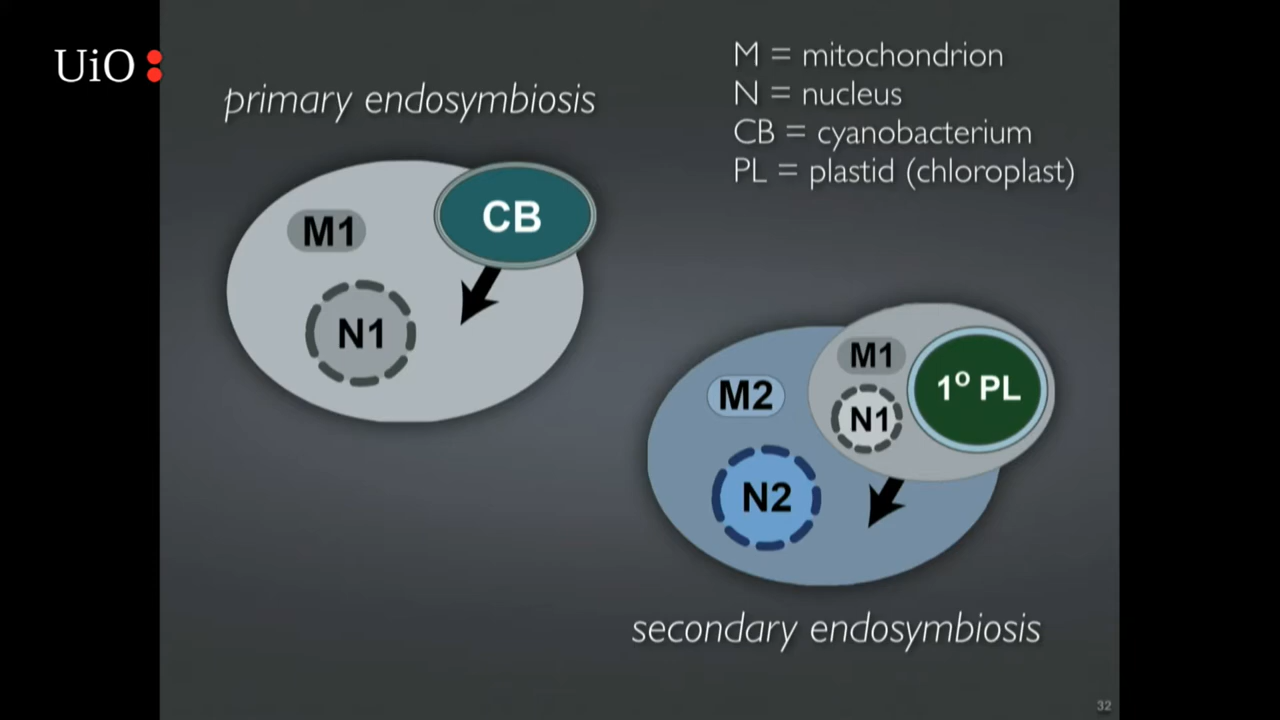 UiO:
primary endosymbiosis
M = mitochondrion
N = nucleus
CB = cyanobacterium
PL = plastid (chloroplast)
M1
CB
N1
M1
1º PL
N1
M2
N2
secondary endosymbiosis
32